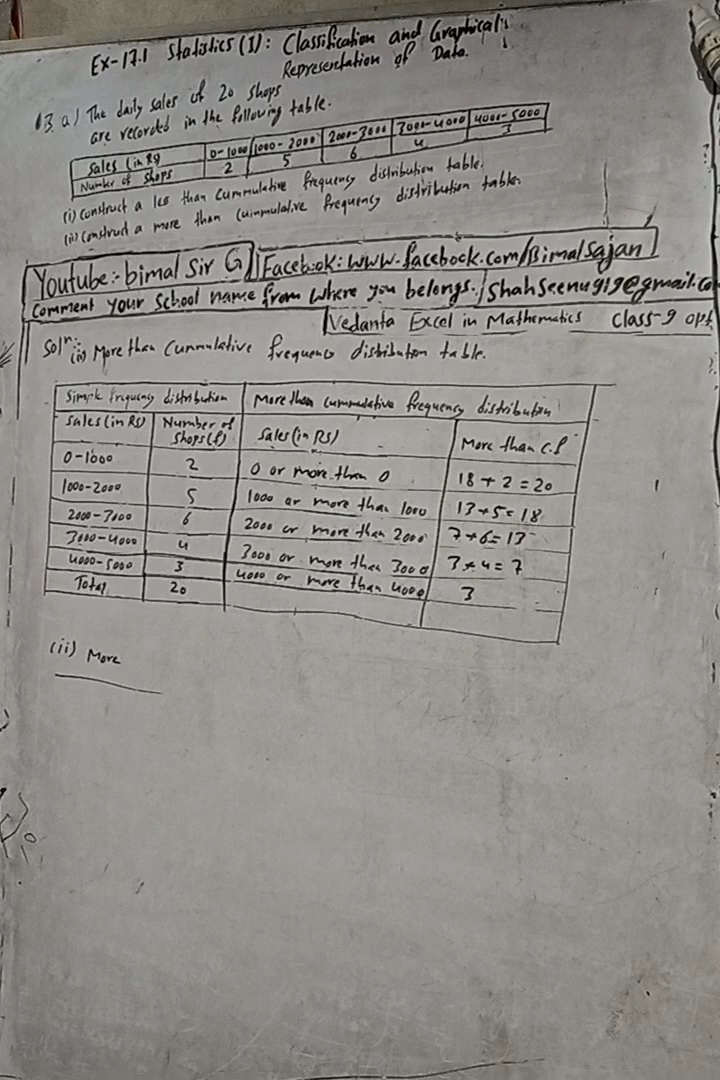 Ex-17.1 Statistics (I): Classification and Graphical
Representation of Data.
13. a) The daily sales of 20 shops
are recorded in the following table.
Sales (in Rs) 0-1000 1000-2000 2000-3000 3000-4000 4000-5000
Number of Shops 2 5 6 4 3
(i) Construct a less than cummulative frequency distribution table.
(ii) Construct a more than cummulative frequency distribution table.
Youtube:- bimal Sir G Facebook: www.facebook.com/Bimalsajan
Comment your School name from where you belongs. / Shahseenu919@gmail.co
Vedanta Excel in Mathematics Class-9 opt
Solⁿ: (ii) More than Cummulative frequency distribution table.
Simple frequency distribution More than cummulative frequency distribution
Sales (in Rs) Number of Shops (f) Sales (in Rs) More than c.f
0-1000 2 0 or more than 0 18 + 2 = 20
1000-2000 5 1000 or more than 1000 13+5=18
2000-3000 6 2000 or more than 2000 7+6=13
3000-4000 4 3000 or more than 3000 3+4=7
4000-5000 3 4000 or more than 4000 3
Total 20
(ii) More